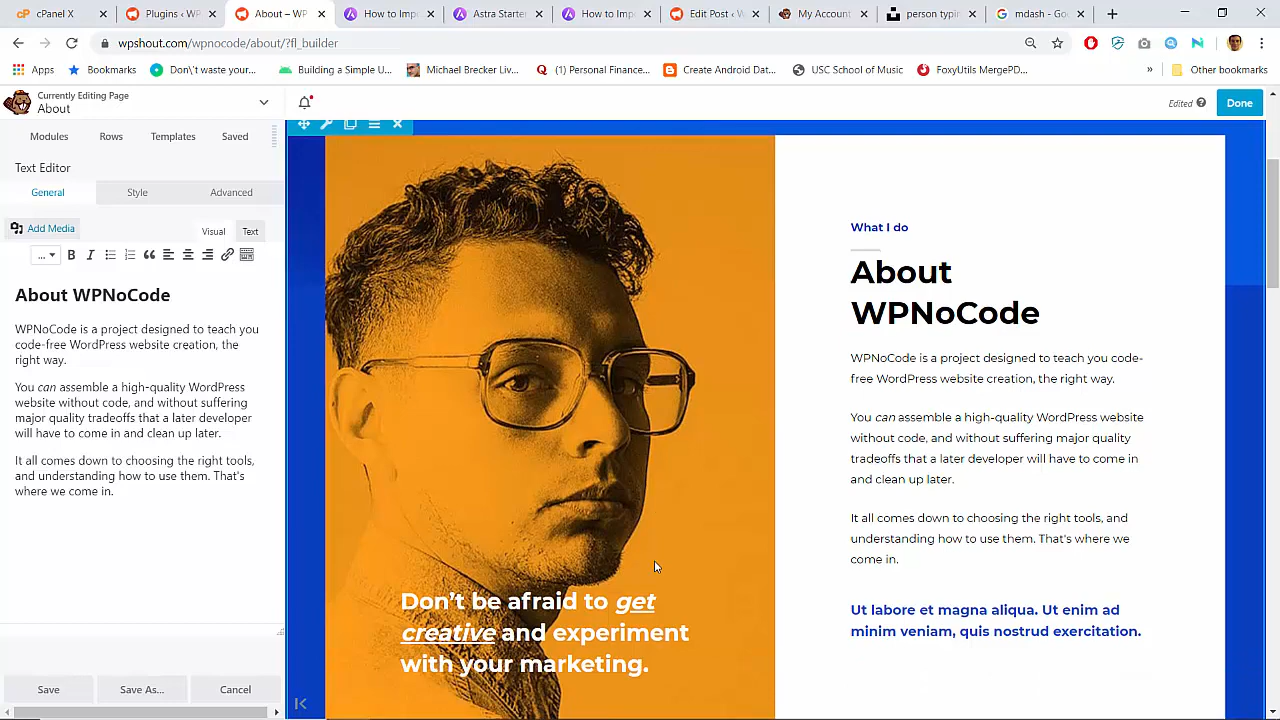 cPanel X
Plugins ‹ WP
About – WP
How to Impo
Astra Starte
How to Impo
Edit Post ‹ W
My Account
person typin
mdash - Goo
wpshout.com/wpnocode/about/?fl_builder
Apps
Bookmarks
Don\'t waste your...
Building a Simple U...
Michael Brecker Liv...
(1) Personal Finance...
Create Android Dat...
USC School of Music
FoxyUtils MergePD...
»
Other bookmarks
Currently Editing Page
About
Edited
Done
Modules
Rows
Templates
Saved
Text Editor
General
Style
Advanced
Add Media
Visual
Text
...
B
I
About WPNoCode
WPNoCode is a project designed to teach you
code-free WordPress website creation, the
right way.
You can assemble a high-quality WordPress
website without code, and without suffering
major quality tradeoffs that a later developer
will have to come in and clean up later.
It all comes down to choosing the right tools,
and understanding how to use them. That's
where we come in.
Save
Save As...
Cancel
Don't be afraid to get
creative and experiment
with your marketing.
What I do
About
WPNoCode
WPNoCode is a project designed to teach you code-
free WordPress website creation, the right way.
You can assemble a high-quality WordPress website
without code, and without suffering major quality
tradeoffs that a later developer will have to come in
and clean up later.
It all comes down to choosing the right tools, and
understanding how to use them. That's where we
come in.
Ut labore et magna aliqua. Ut enim ad
minim veniam, quis nostrud exercitation.